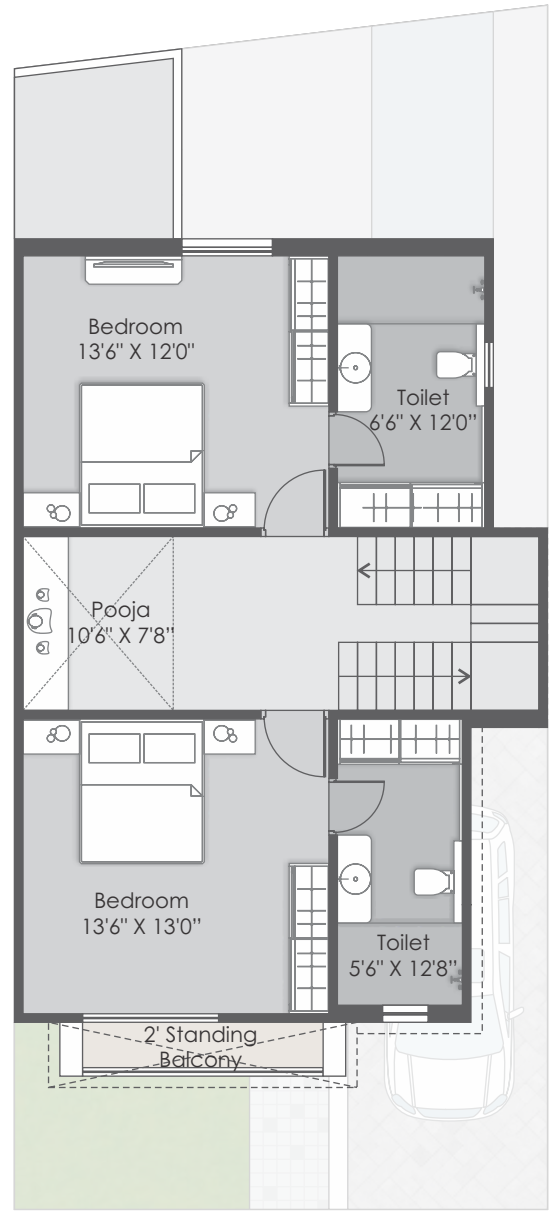 Bedroom
13'6" X 12'0"
Toilet
6'6" X 12'0”
Pooja
10'6" X 7'8”
Bedroom
13'6" X 13'0”
Toilet
5'6" X 12'8”
2' Standing
Balcony